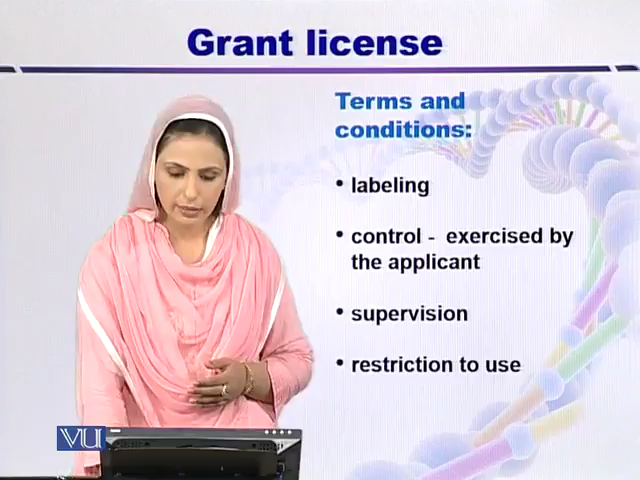 Grant license
Terms and
conditions:
• labeling
• control - exercised by
the applicant
• supervision
• restriction to use
VU